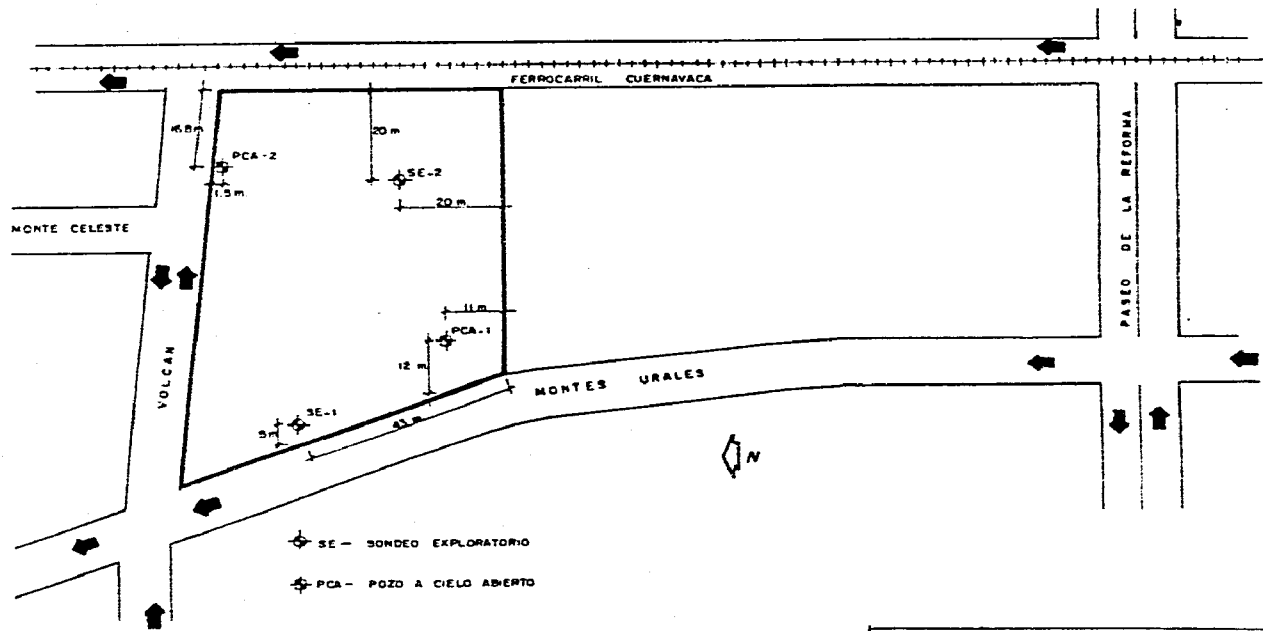 FERROCARRIL CUERNAVACA
16.8 m.
20 m
PCA-2
SE-2
1.5 m.
20 m.
MONTE CELESTE
PASEO DE LA REFORMA
11 m
PCA-1
12 m.
VOLCAN
MONTES URALES
SE-1
5 m
43 m.
N
SE - SONDEO EXPLORATORIO
PCA - POZO A CIELO ABIERTO